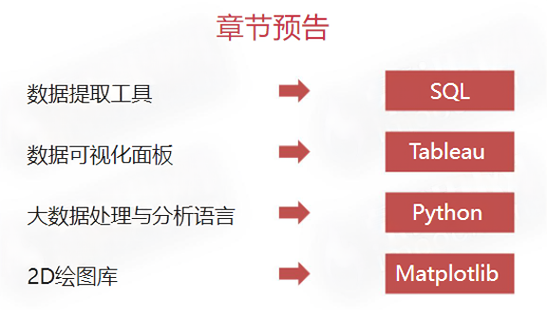 章节预告
数据提取工具 SQL
数据可视化面板 Tableau
大数据处理与分析语言 Python
2D绘图库 Matplotlib